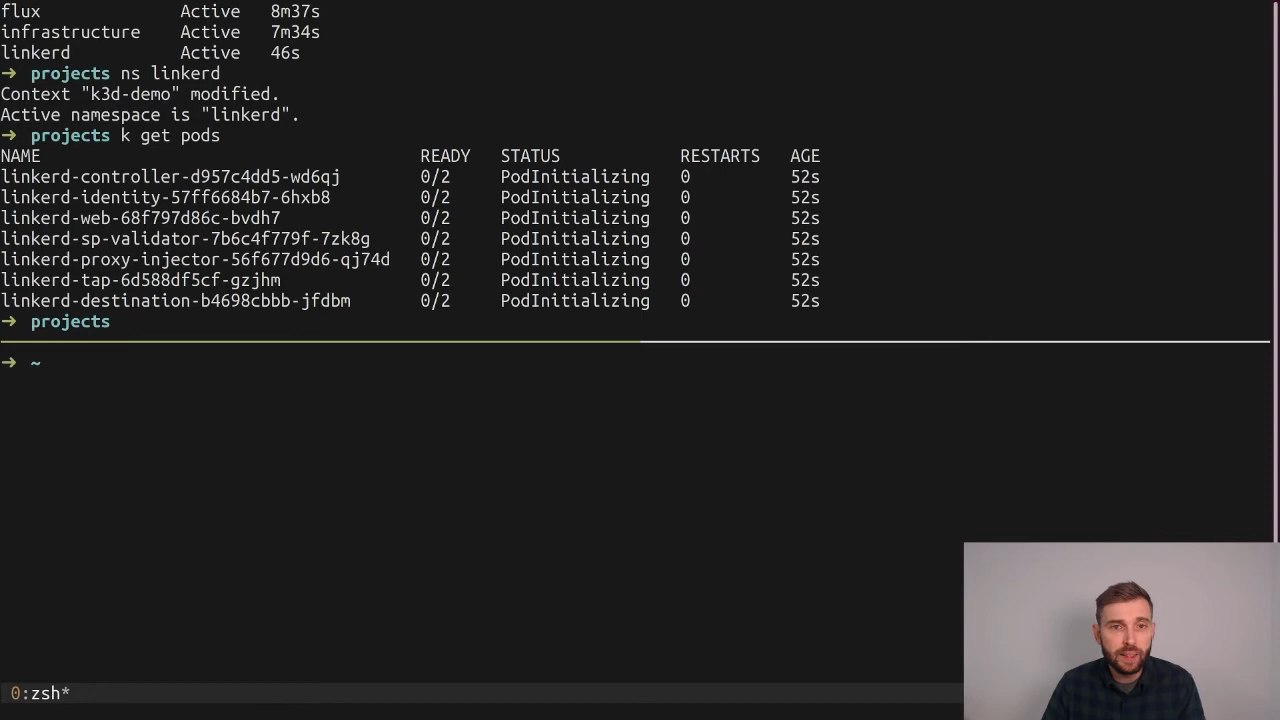 flux Active 8m37s
infrastructure Active 7m34s
linkerd Active 46s
➜ projects ns linkerd
Context "k3d-demo" modified.
Active namespace is "linkerd".
➜ projects k get pods
NAME READY STATUS RESTARTS AGE
linkerd-controller-d957c4dd5-wd6qj 0/2 PodInitializing 0 52s
linkerd-identity-57ff6684b7-6hxb8 0/2 PodInitializing 0 52s
linkerd-web-68f797d86c-bvdh7 0/2 PodInitializing 0 52s
linkerd-sp-validator-7b6c4f779f-7zk8g 0/2 PodInitializing 0 52s
linkerd-proxy-injector-56f677d9d6-qj74d 0/2 PodInitializing 0 52s
linkerd-tap-6d588df5cf-gzjhm 0/2 PodInitializing 0 52s
linkerd-destination-b4698cbbb-jfdbm 0/2 PodInitializing 0 52s
➜ projects
➜ ~
0:zsh*